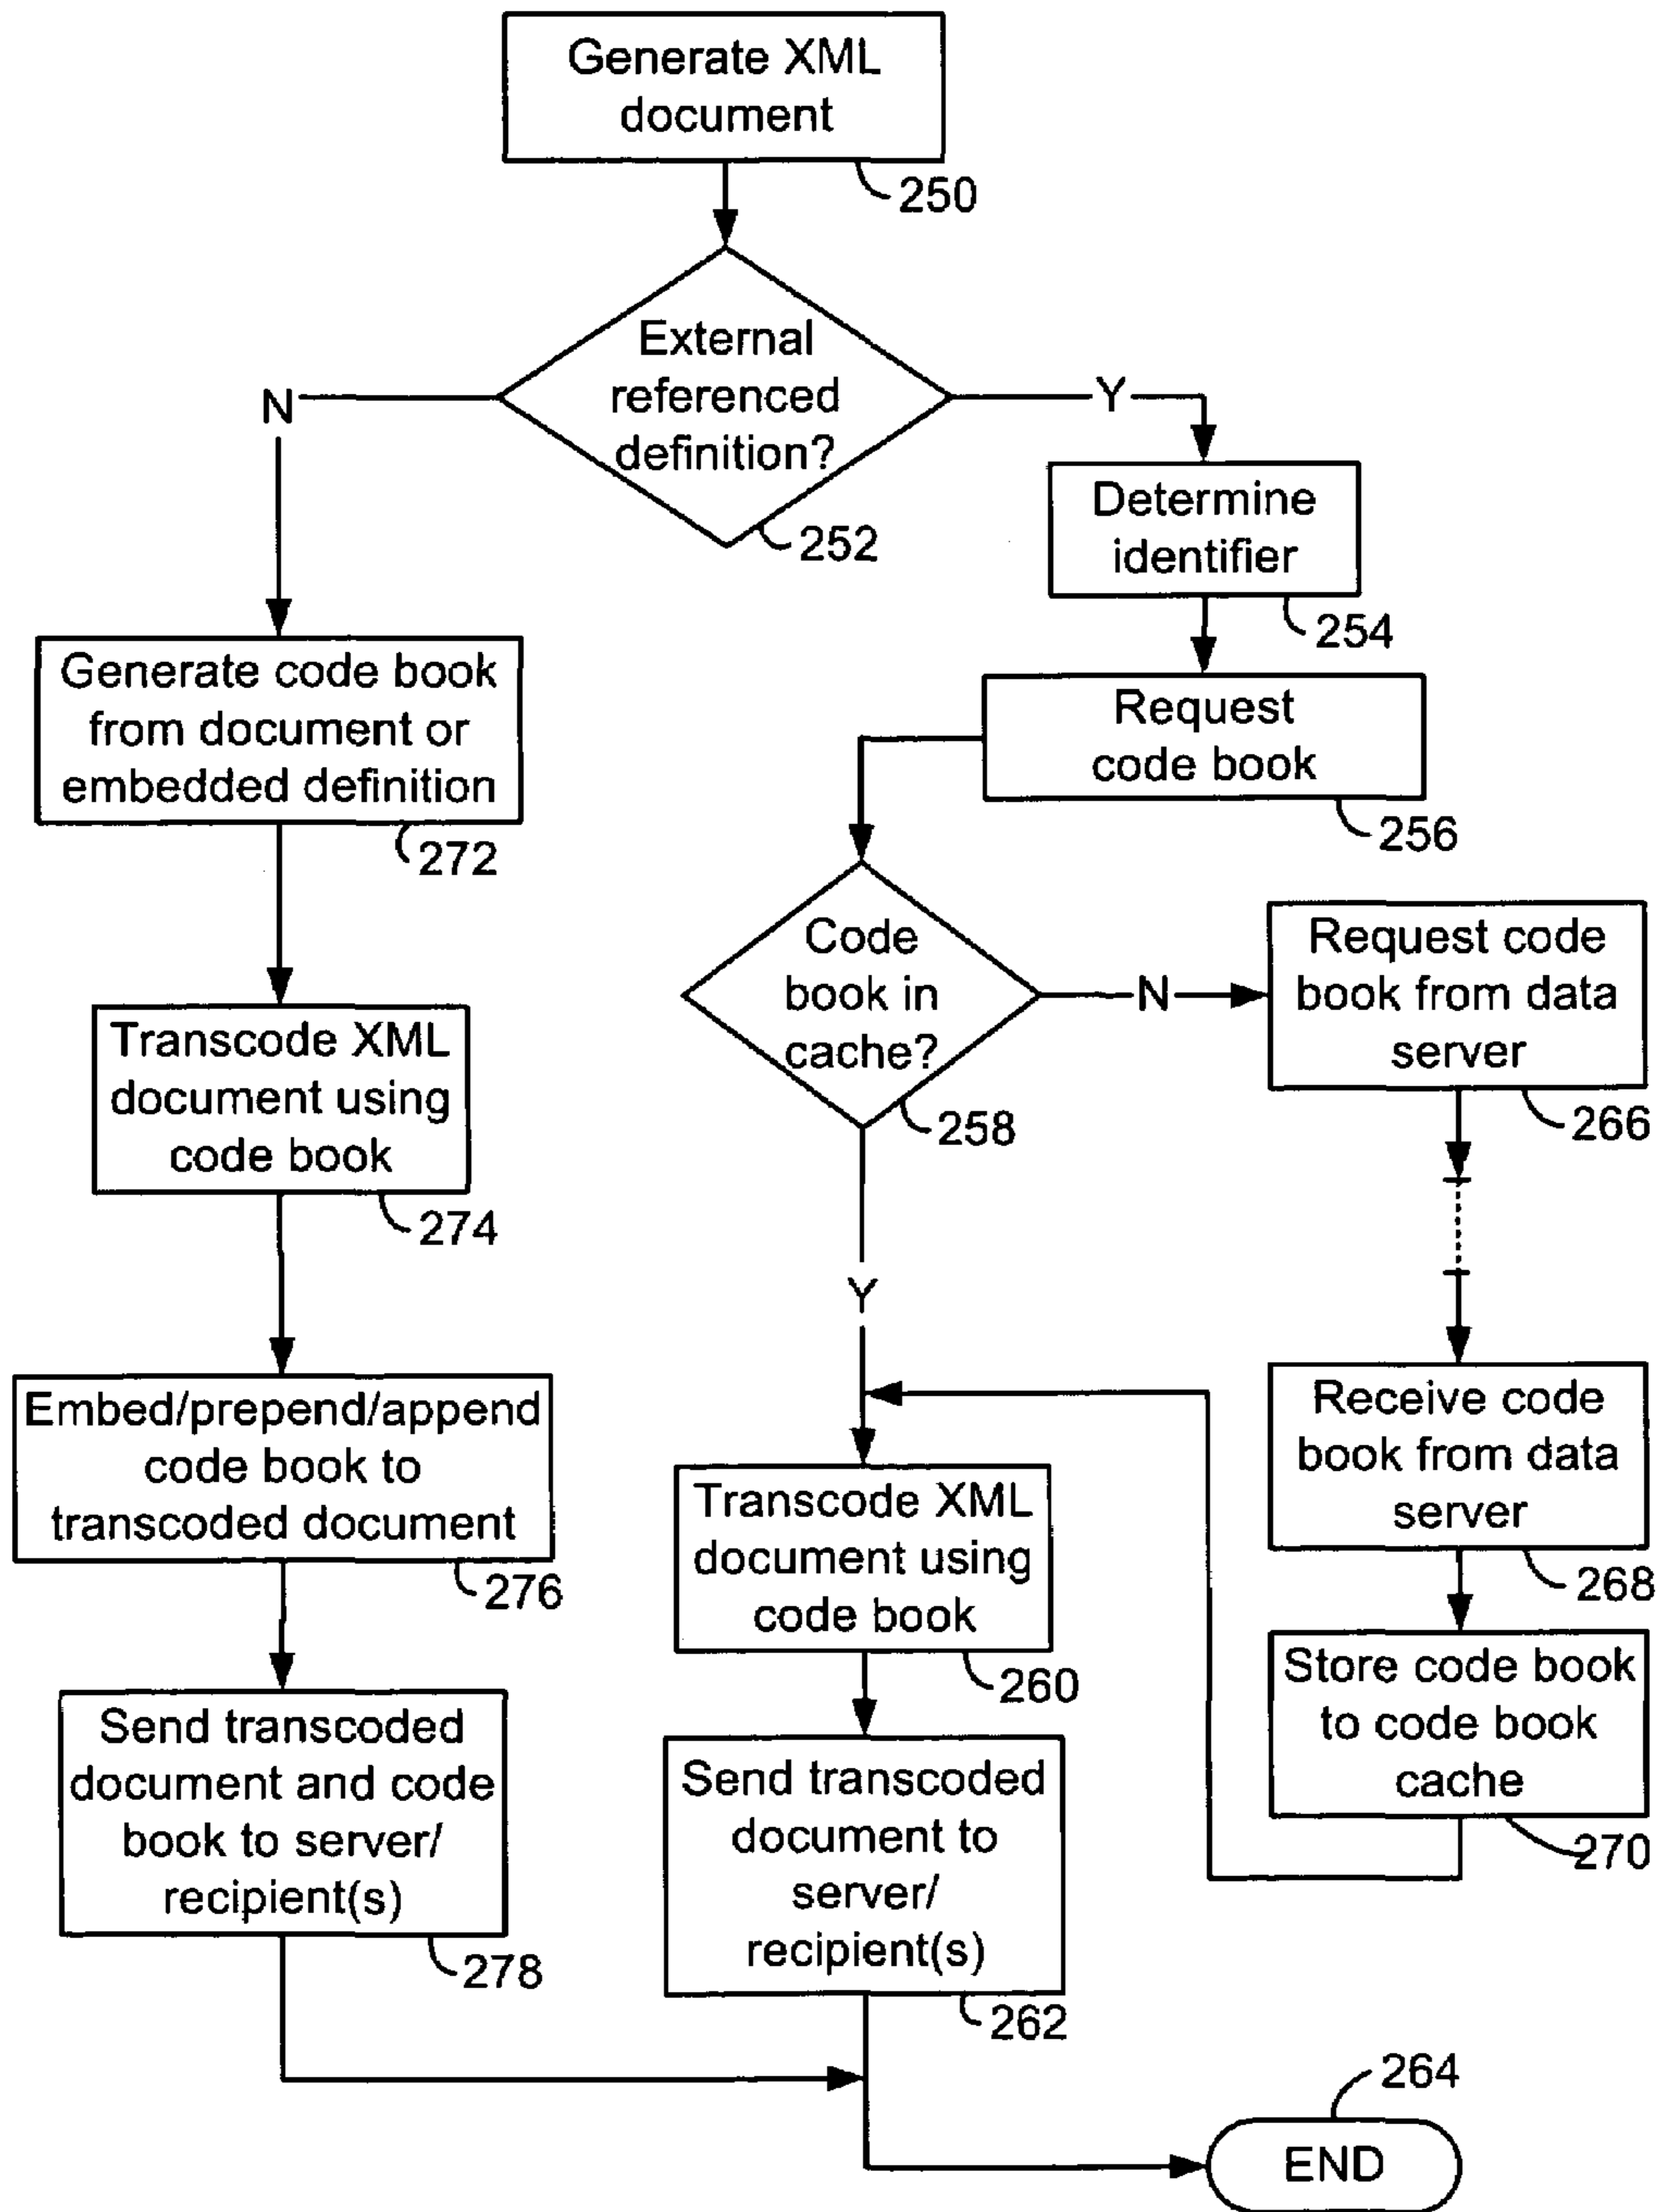 Generate XML
document
250
External
referenced
definition?
252
N
Y
Determine
identifier
254
Request
code book
256
Generate code book
from document or
embedded definition
272
Code
book in
cache?
258
N
Request code
book from data
server
266
Transcode XML
document using
code book
274
Y
Receive code
book from data
server
268
Embed/prepend/append
code book to
transcoded document
276
Transcode XML
document using
code book
260
Store code book
to code book
cache
270
Send transcoded
document and code
book to server/
recipient(s)
278
Send transcoded
document to
server/
recipient(s)
262
264
END